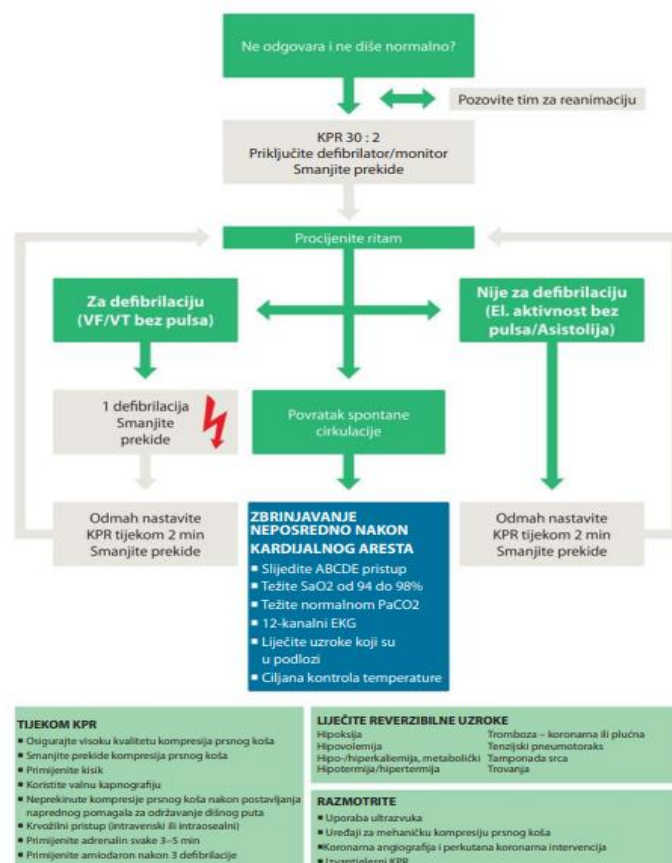 Ne odgovara i ne diše normalno?
Pozovite tim za reanimaciju
KPR 30 : 2
Priključite defibrilator/monitor
Smanjite prekide
Procijenite ritam
Za defibrilaciju
(VF/VT bez pulsa)
Nije za defibrilaciju
(El. aktivnost bez
pulsa/Asistolija)
1 defibrilacija
Smanjite
prekide
Povratak spontane
cirkulacije
Odmah nastavite
KPR tijekom 2 min
Smanjite prekide
ZBRINJAVANJE
NEPOSREDNO NAKON
KARDIJALNOG ARESTA
▪ Slijedite ABCDE pristup
▪ Težite SaO2 od 94 do 98%
▪ Težite normalnom PaCO2
▪ 12-kanalni EKG
▪ Liječite uzroke koji su
u podlozi
▪ Ciljana kontrola temperature
Odmah nastavite
KPR tijekom 2 min
Smanjite prekide
TIJEKOM KPR
▪ Osigurajte visoku kvalitetu kompresija prsnog koša
▪ Smanjite prekide kompresija prsnog koša
▪ Primijenite kisik
▪ Koristite valnu kapnografiju
▪ Neprekinute kompresije prsnog koša nakon postavljanja
naprednog pomagala za održavanje dišnog puta
▪ Krvožilni pristup (intravenski ili intraosealni)
▪ Primijenite adrenalin svake 3–5 min
▪ Primijenite amiodaron nakon 3 defibrilacije
LIJEČITE REVERZIBILNE UZROKE
Hipoksija
Hipovolemija
Hipo-/hiperkaliemija, metabolički
Hipotermija/hipertermija
Tromboza – koronarna ili plućna
Tenzijski pneumotoraks
Tamponada srca
Trovanja
RAZMOTRITE
▪ Uporaba ultrazvuka
▪ Uređaji za mehaničku kompresiju prsnog koša
▪Koronarna angiografija i perkutana koronarna intervencija
▪ Izvantjelesni KPR